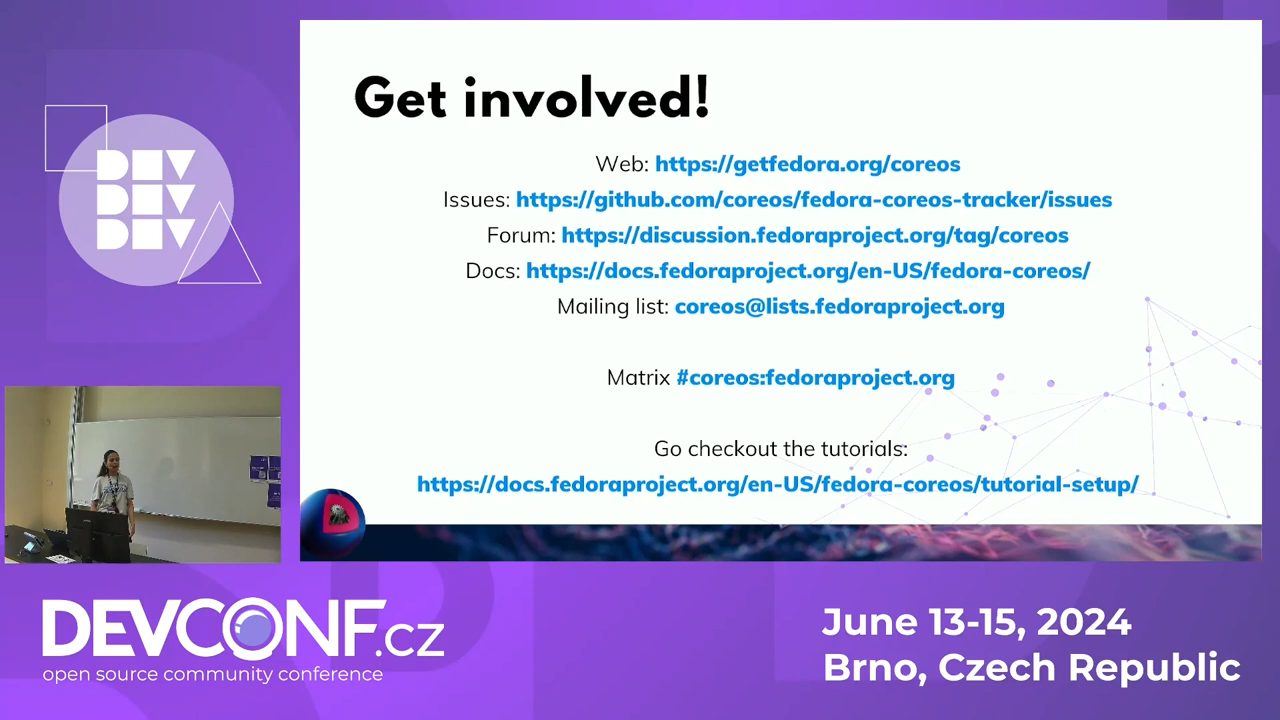 Get involved!
Web: https://getfedora.org/coreos
Issues: https://github.com/coreos/fedora-coreos-tracker/issues
Forum: https://discussion.fedoraproject.org/tag/coreos
Docs: https://docs.fedoraproject.org/en-US/fedora-coreos/
Mailing list: coreos@lists.fedoraproject.org
Matrix #coreos:fedoraproject.org
Go checkout the tutorials:
https://docs.fedoraproject.org/en-US/fedora-coreos/tutorial-setup/
DEV
DEV
DEV
DEVCONF.cz
open source community conference
June 13-15, 2024
Brno, Czech Republic